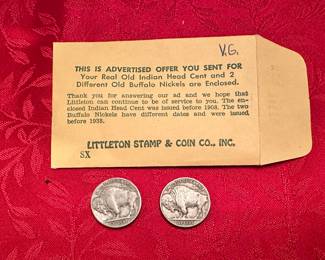 V.G.
THIS IS ADVERTISED OFFER YOU SENT FOR
Your Real Old Indian Head Cent and 2
Different Old Buffalo Nickels are Enclosed.
Thank you for answering our ad and we hope that
Littleton can continue to be of service to you. The en-
closed Indian Head Cent was issued before 1908. The two
Buffalo Nickels have different dates and were issued
before 1938.
LITTLETON STAMP & COIN CO., INC.
SX